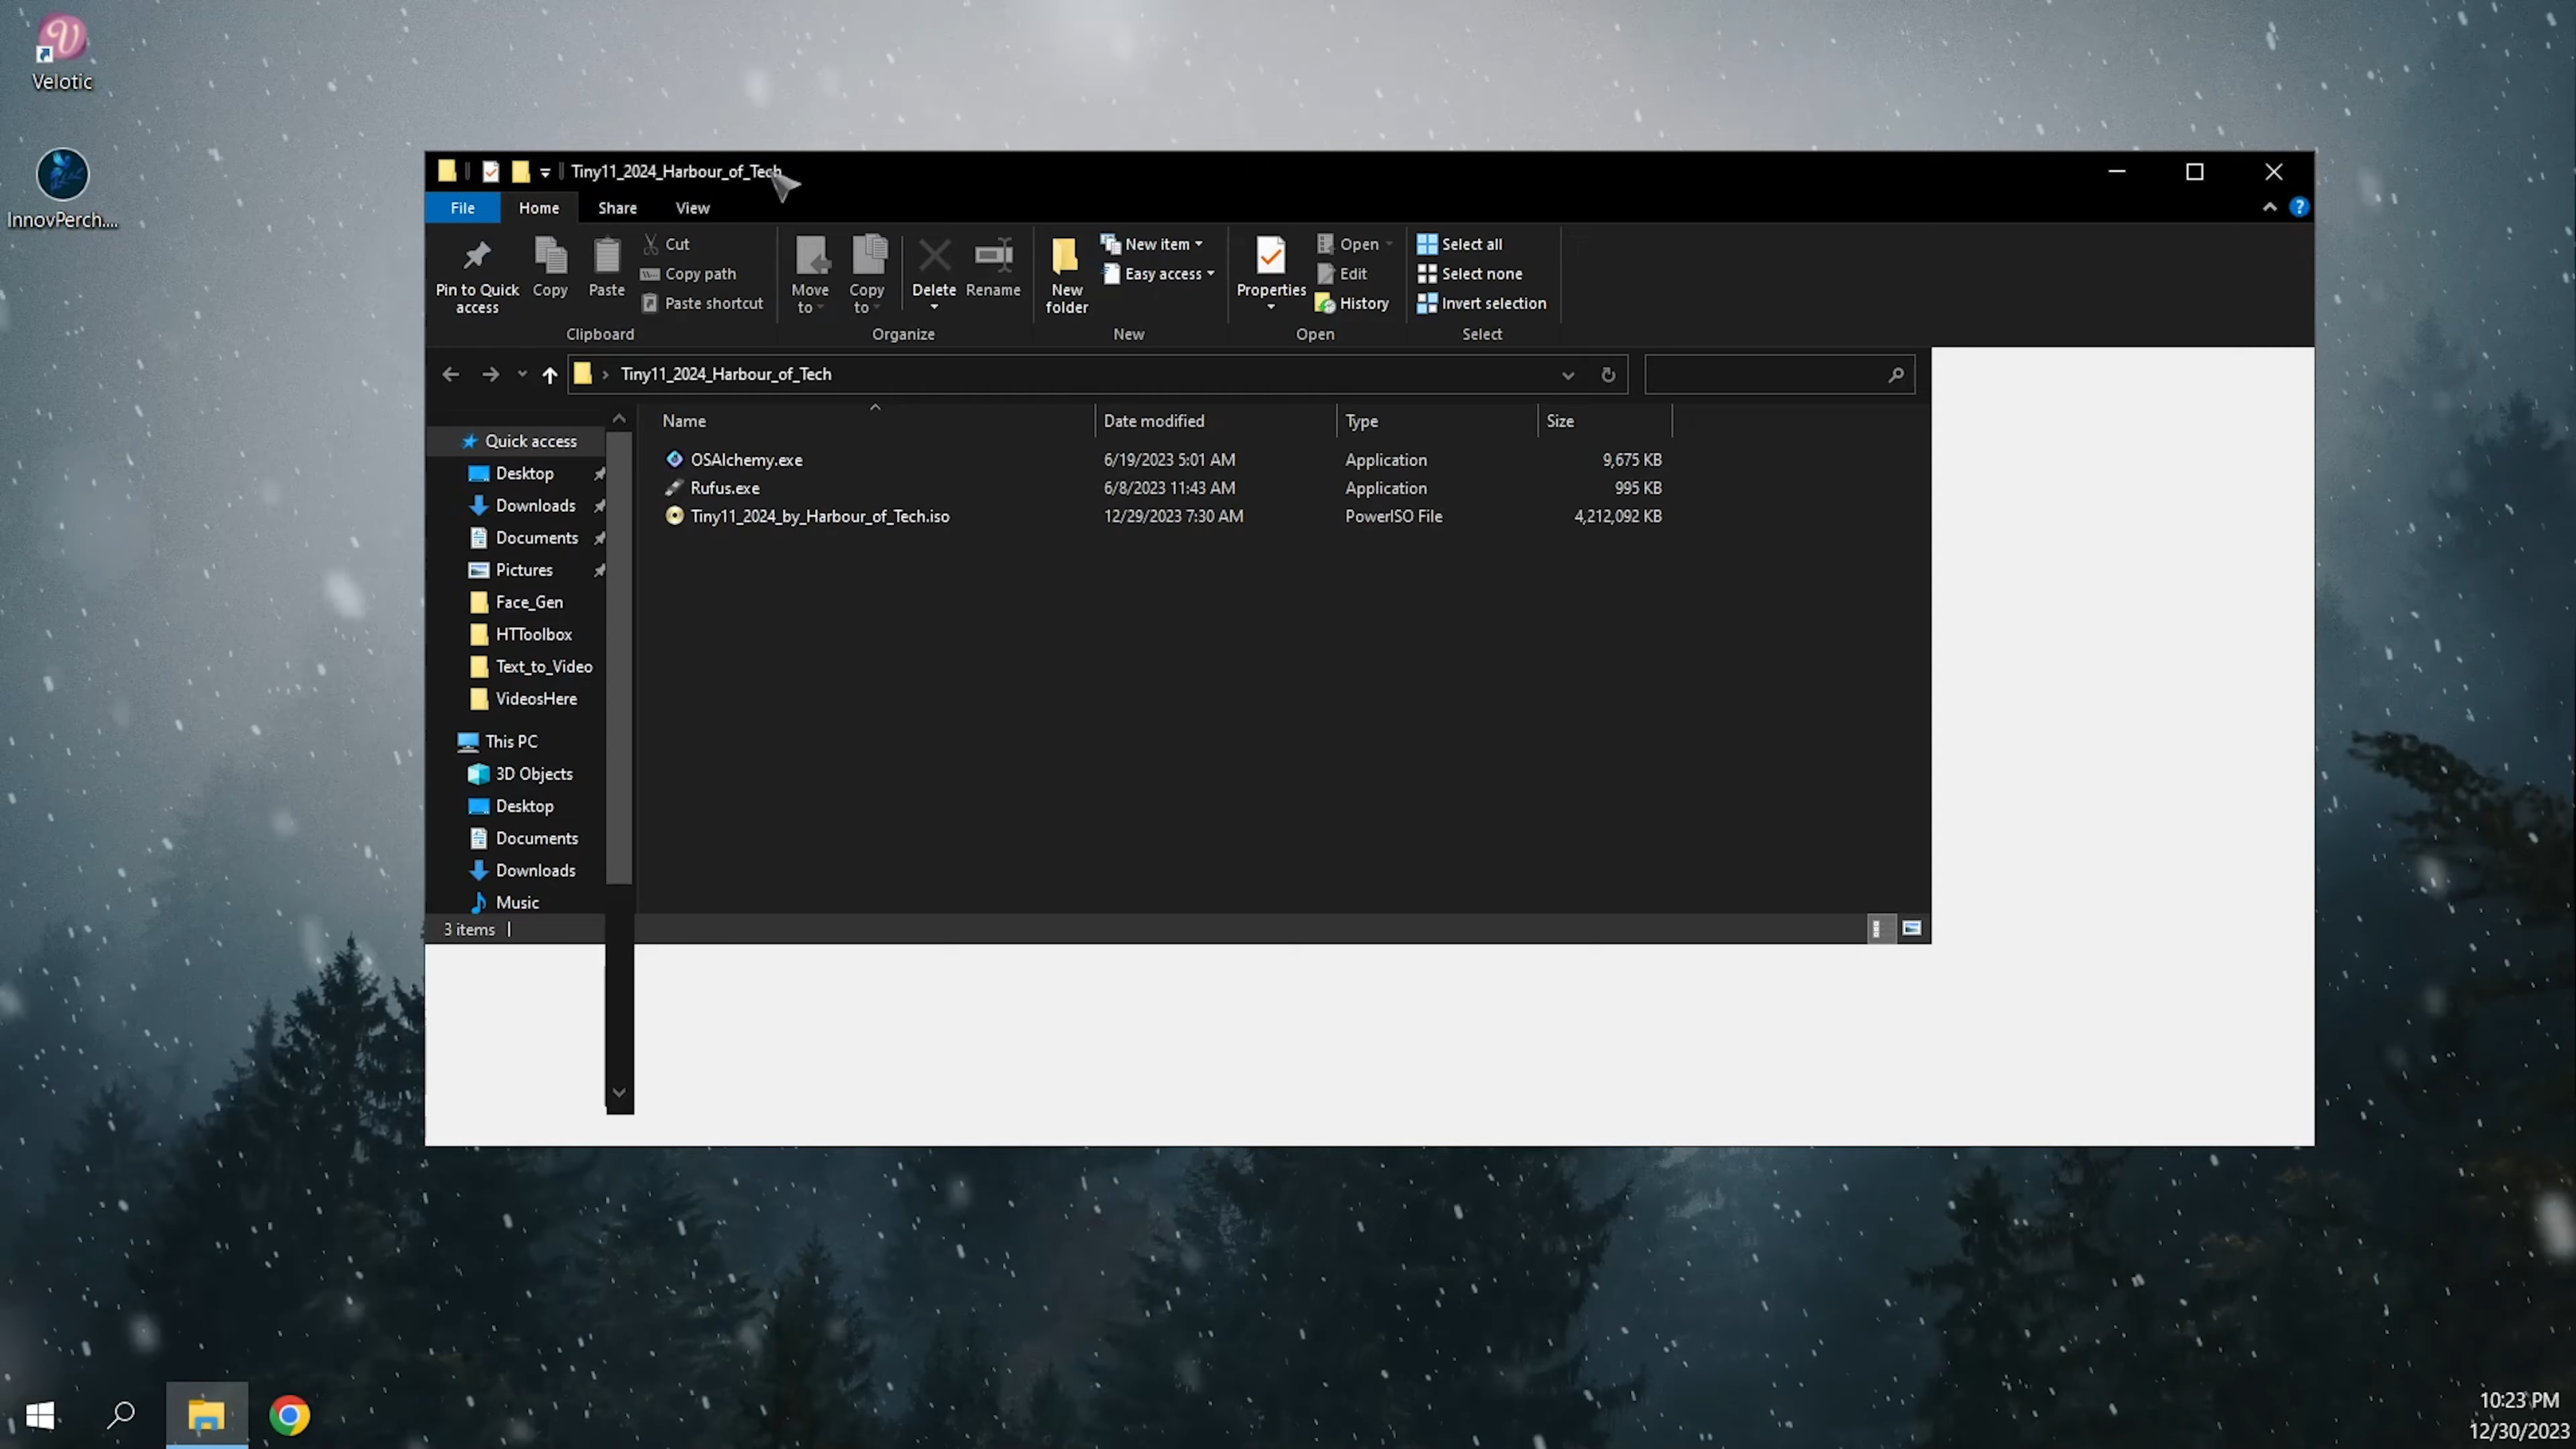 Velotic
InnovPerch....
Tiny11_2024_Harbour_of_Tech
File Home Share View
Pin to Quick access
Copy
Paste
Cut
Copy path
Paste shortcut
Clipboard
Move to
Copy to
Delete
Rename
Organize
New folder
New item
Easy access
New
Properties
Open
Edit
History
Open
Select all
Select none
Invert selection
Select
Tiny11_2024_Harbour_of_Tech
Name Date modified Type Size
OSAlchemy.exe 6/19/2023 5:01 AM Application 9,675 KB
Rufus.exe 6/8/2023 11:43 AM Application 995 KB
Tiny11_2024_by_Harbour_of_Tech.iso 12/29/2023 7:30 AM PowerISO File 4,212,092 KB
Quick access
Desktop
Downloads
Documents
Pictures
Face_Gen
HTToolbox
Text_to_Video
VideosHere
This PC
3D Objects
Desktop
Documents
Downloads
Music
3 items
10:23 PM
12/30/2023